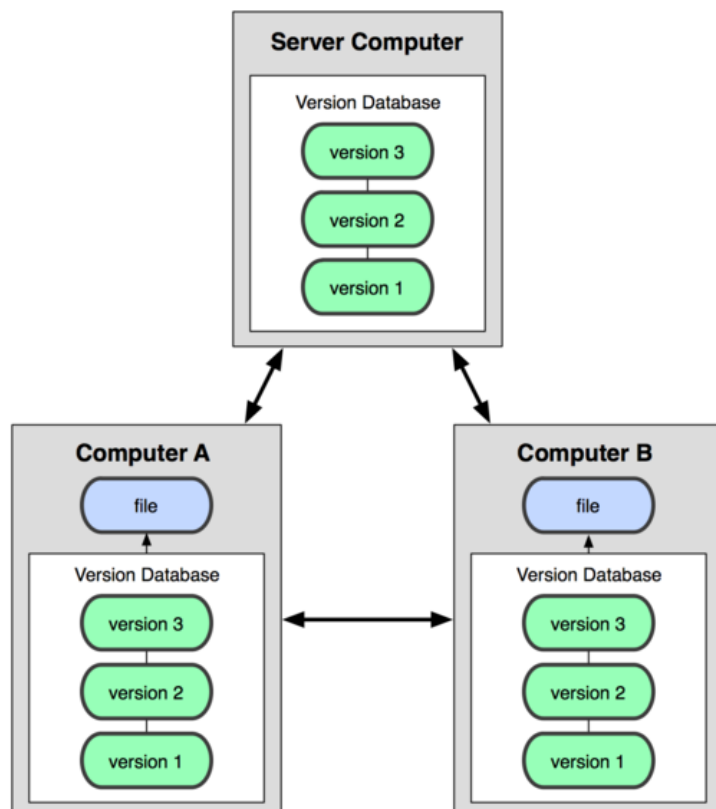 Server Computer
Version Database
version 3
version 2
version 1
Computer A
file
Version Database
version 3
version 2
version 1
Computer B
file
Version Database
version 3
version 2
version 1